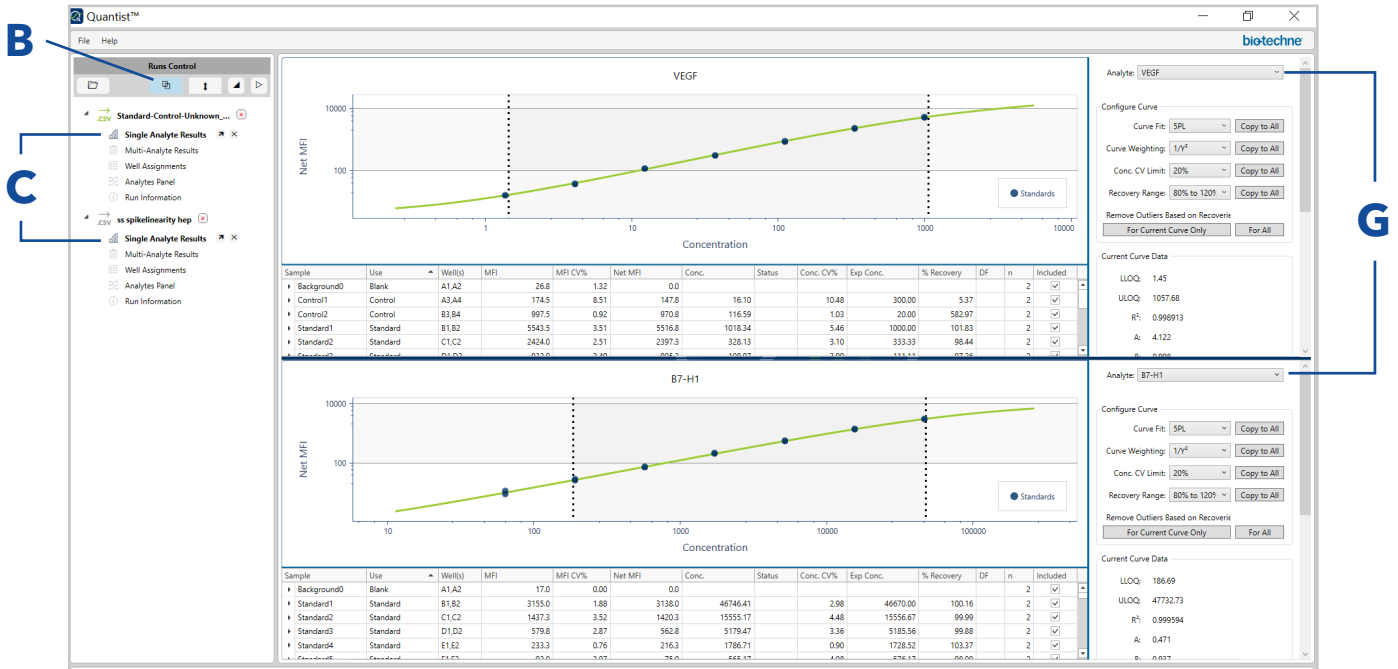 Quantist™
File Help
bio-techne
B
C
G
Runs Control
.CSV Standard-Control-Unknown_...
Single Analyte Results
Multi-Analyte Results
Well Assignments
Analytes Panel
Run Information
.CSV ss spikelinearity hep
Single Analyte Results
Multi-Analyte Results
Well Assignments
Analytes Panel
Run Information
VEGF
Net MFI
10000
100
1 10 100 1000 10000
Concentration
Standards
Sample Use Well(s) MFI MFI CV% Net MFI Conc. Status Conc. CV% Exp Conc. % Recovery DF n Included
Background0 Blank A1,A2 26.8 1.32 0.0 2
Control1 Control A3,A4 174.5 8.51 147.8 16.10 10.48 300.00 5.37 2
Control2 Control B3,B4 997.5 0.92 970.8 116.59 1.03 20.00 582.97 2
Standard1 Standard B1,B2 5543.5 3.51 5516.8 1018.34 5.46 1000.00 101.83 2
Standard2 Standard C1,C2 2424.0 2.51 2397.3 328.13 3.10 333.33 98.44 2
Analyte: VEGF
Configure Curve
Curve Fit: 5PL Copy to All
Curve Weighting: 1/Y² Copy to All
Conc. CV Limit: 20% Copy to All
Recovery Range: 80% to 120% Copy to All
Remove Outliers Based on Recoverie
For Current Curve Only For All
Current Curve Data
LLOQ: 1.45
ULOQ: 1057.68
R²: 0.998913
A: 4.122
B7-H1
Net MFI
10000
100
10 100 1000 10000 100000
Concentration
Standards
Sample Use Well(s) MFI MFI CV% Net MFI Conc. Status Conc. CV% Exp Conc. % Recovery DF n Included
Background0 Blank A1,A2 17.0 0.00 0.0 2
Standard1 Standard B1,B2 3155.0 1.88 3138.0 46746.41 2.98 46670.00 100.16 2
Standard2 Standard C1,C2 1437.3 3.52 1420.3 15555.17 4.48 15556.67 99.99 2
Standard3 Standard D1,D2 579.8 2.87 562.8 5179.47 3.36 5185.56 99.88 2
Standard4 Standard E1,E2 233.3 0.76 216.3 1786.71 0.90 1728.52 103.37 2
Analyte: B7-H1
Configure Curve
Curve Fit: 5PL Copy to All
Curve Weighting: 1/Y² Copy to All
Conc. CV Limit: 20% Copy to All
Recovery Range: 80% to 120% Copy to All
Remove Outliers Based on Recoverie
For Current Curve Only For All
Current Curve Data
LLOQ: 186.69
ULOQ: 47732.73
R²: 0.999594
A: 0.471